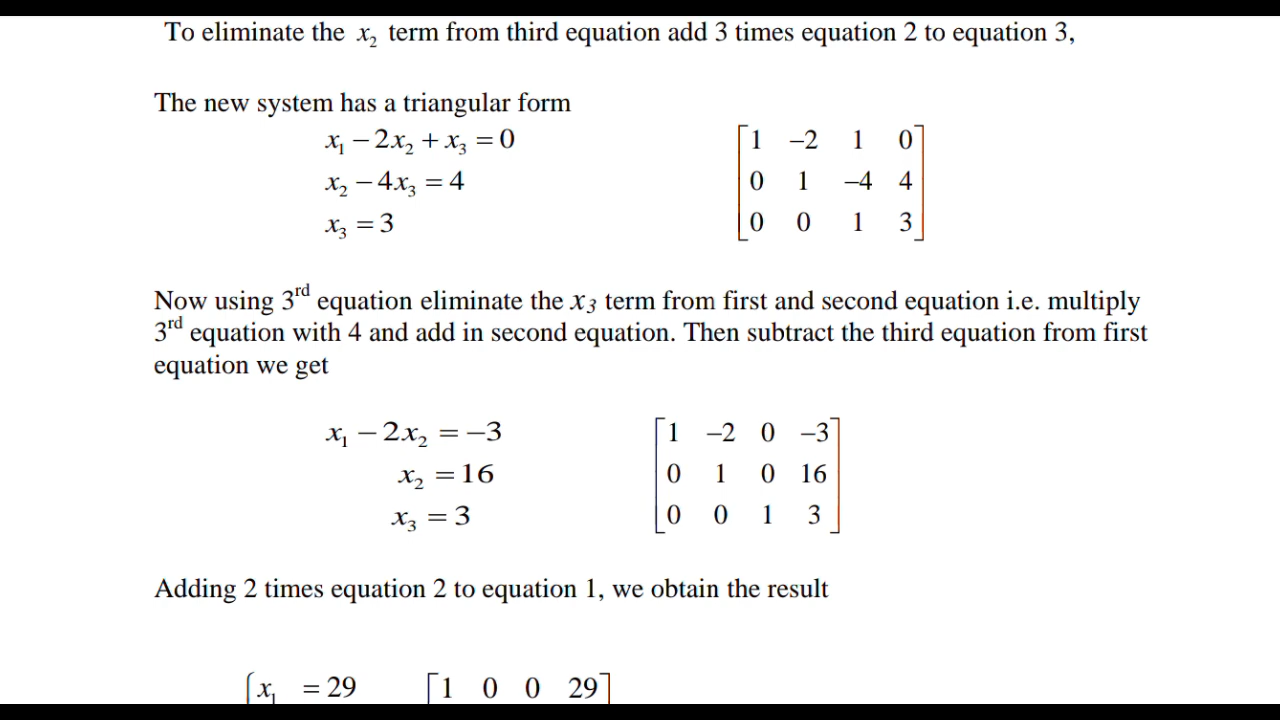 To eliminate the x₂ term from third equation add 3 times equation 2 to equation 3,
The new system has a triangular form
x₁ − 2x₂ + x₃ = 0
x₂ − 4x₃ = 4
x₃ = 3
1 −2 1 0
0 1 −4 4
0 0 1 3
Now using 3rd equation eliminate the x₃ term from first and second equation i.e. multiply
3rd equation with 4 and add in second equation. Then subtract the third equation from first
equation we get
x₁ − 2x₂ = −3
x₂ = 16
x₃ = 3
1 −2 0 −3
0 1 0 16
0 0 1 3
Adding 2 times equation 2 to equation 1, we obtain the result
x₁ = 29
1 0 0 29